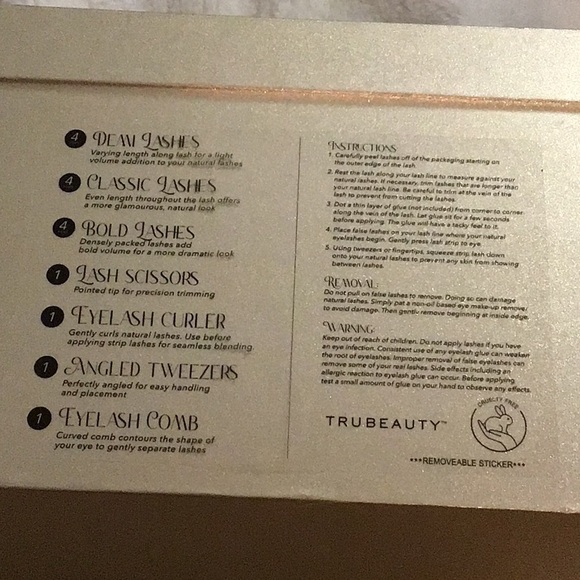 4 DEMI LASHES
Varying length along lash for a light
volume addition to your natural lashes
4 CLASSIC LASHES
Even length throughout the lash offers
a more glamourous, natural look
4 BOLD LASHES
Densely packed lashes add
bold volume for a more dramatic look
1 LASH SCISSORS
Pointed tip for precision trimming
1 EYELASH CURLER
Gently curls natural lashes. Use before
applying strip lashes for seamless blending.
1 ANGLED TWEEZERS
Perfectly angled for easy handling
and placement
1 EYELASH COMB
Curved comb contours the shape of
your eye to gently separate lashes
INSTRUCTIONS
1. Carefully peel lashes off of the packaging starting on
the outer edge of the lash.
2. Rest the lash along your lash line to measure against your
natural lashes. If necessary, trim lashes that are longer than
your natural lash line. Be careful to trim at the vein of the
lash to prevent from cutting the lashes.
3. Dot a thin layer of glue (not included) from corner to corner
along the vein of the lash. Let glue sit for a few seconds
before applying. The glue will have a tacky feel to it.
4. Place false lashes on your lash line where your natural
eyelashes begin. Gently press lash strip to eye.
5. Using tweezers or fingertips, squeeze strip lash down
onto your natural lashes to prevent any skin from showing
between lashes.
REMOVAL:
Do not pull on false lashes to remove. Doing so can damage
natural lashes. Simply pat a non-oil based eye make-up remover
to avoid damage. Then gently remove beginning at inside edge.
WARNING:
Keep out of reach of children. Do not apply lashes if you have
an eye infection. Consistent use of any eyelash glue can weaken
the root of eyelashes. Improper removal of false eyelashes can
remove some of your real lashes. Side effects including an
allergic reaction to eyelash glue can occur. Before applying,
test a small amount of glue on your hand to observe any effects.
TRUBEAUTY™
CRUELTY FREE
***REMOVEABLE STICKER***